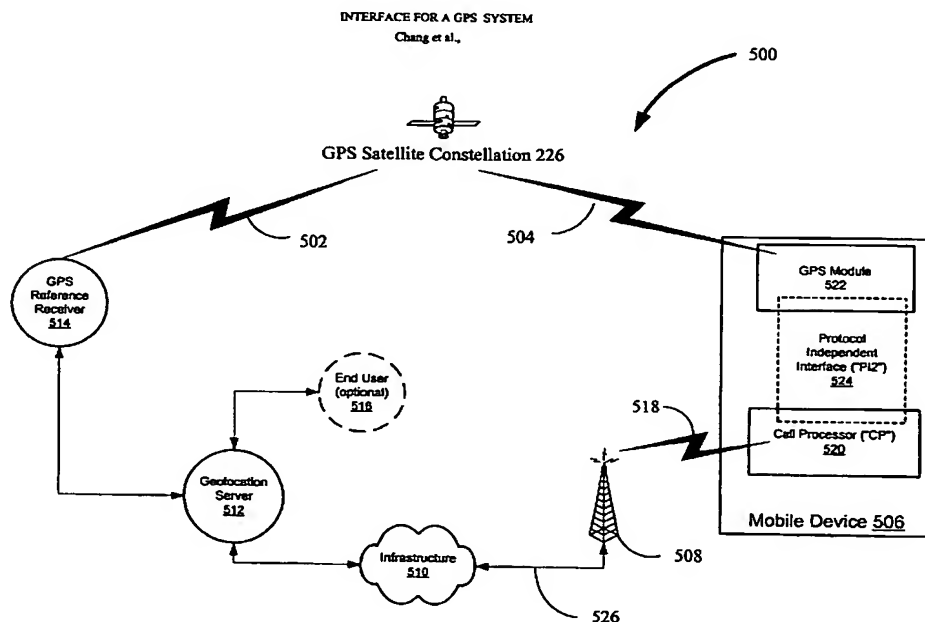 INTERFACE FOR A GPS SYSTEM
Chang et al.,
500
GPS Satellite Constellation 226
502
504
GPS
Reference
Receiver
514
GPS Module
522
Protocol
Independent
Interface ("PI2")
524
End User
(optional)
516
518
Call Processor ("CP")
520
Geolocation
Server
512
Mobile Device 506
508
Infrastructure
510
526